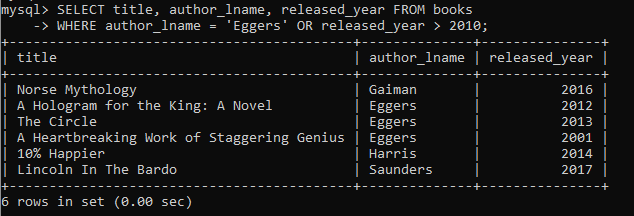 mysql> SELECT title, author_lname, released_year FROM books
    -> WHERE author_lname = 'Eggers' OR released_year > 2010;
+-------------------------------------------+--------------+---------------+
| title                                     | author_lname | released_year |
+-------------------------------------------+--------------+---------------+
| Norse Mythology                           | Gaiman       |          2016 |
| A Hologram for the King: A Novel          | Eggers       |          2012 |
| The Circle                                | Eggers       |          2013 |
| A Heartbreaking Work of Staggering Genius | Eggers       |          2001 |
| 10% Happier                               | Harris       |          2014 |
| Lincoln In The Bardo                      | Saunders     |          2017 |
+-------------------------------------------+--------------+---------------+
6 rows in set (0.00 sec)